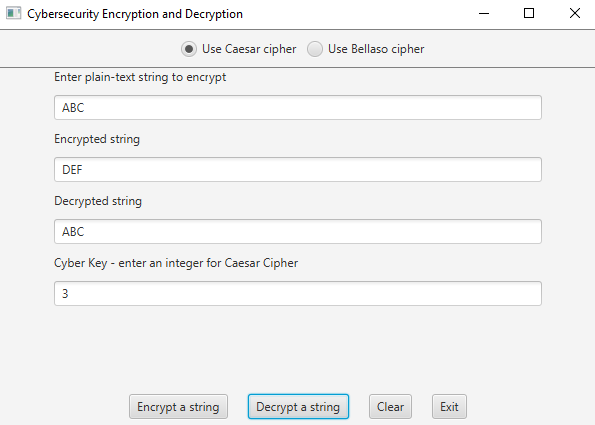 Cybersecurity Encryption and Decryption
Use Caesar cipher Use Bellaso cipher
Enter plain-text string to encrypt
ABC
Encrypted string
DEF
Decrypted string
ABC
Cyber Key - enter an integer for Caesar Cipher
3
Encrypt a string Decrypt a string Clear Exit